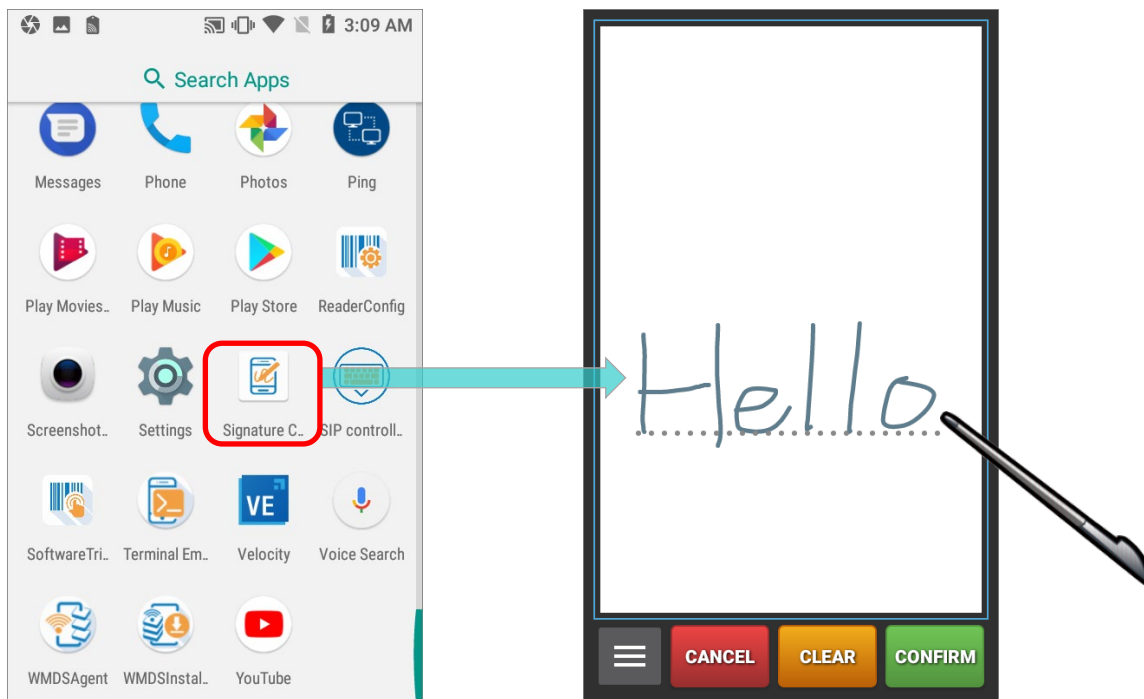 3:09 AM
Search Apps
Messages Phone Photos Ping
Play Movies.. Play Music Play Store ReaderConfig
Screenshot.. Settings Signature C.. SIP controll..
VE
SoftwareTri.. Terminal Em.. Velocity Voice Search
WMDSAgent WMDSInstal.. YouTube
Hello
CANCEL CLEAR CONFIRM